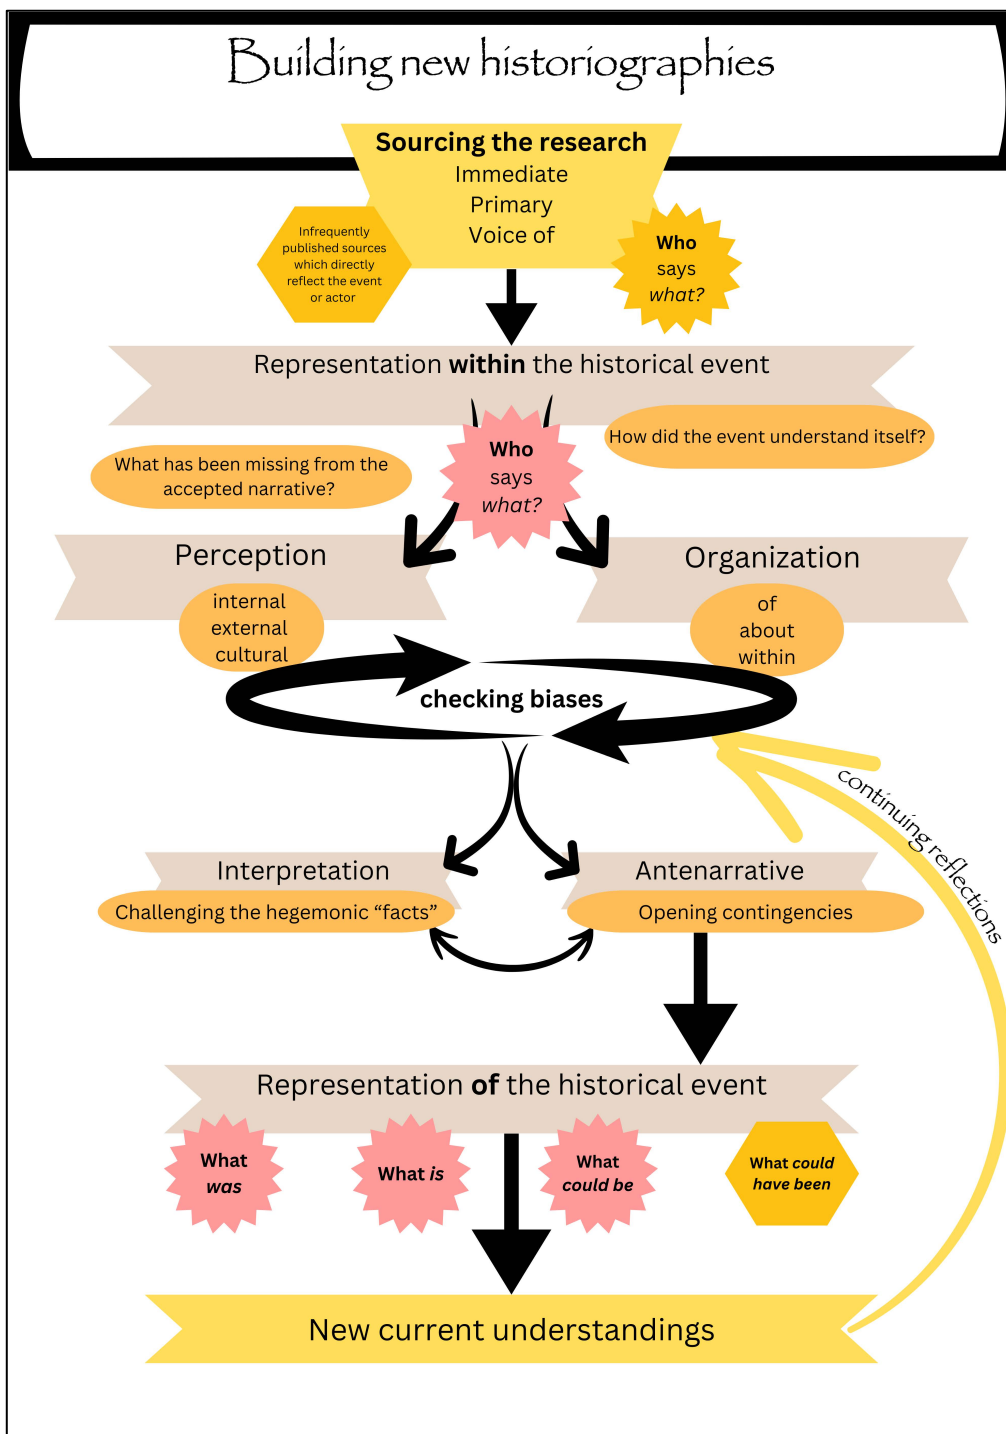 Building new historiographies
Sourcing the research
Immediate
Primary
Voice of
Infrequently
published sources
which directly
reflect the event
or actor
Who
says
what?
Representation within the historical event
How did the event understand itself?
What has been missing from the
accepted narrative?
Who
says
what?
Perception
internal
external
cultural
Organization
of
about
within
checking biases
continuing reflections
Interpretation
Challenging the hegemonic “facts”
Antenarrative
Opening contingencies
Representation of the historical event
What
was
What is
What
could be
What could
have been
New current understandings